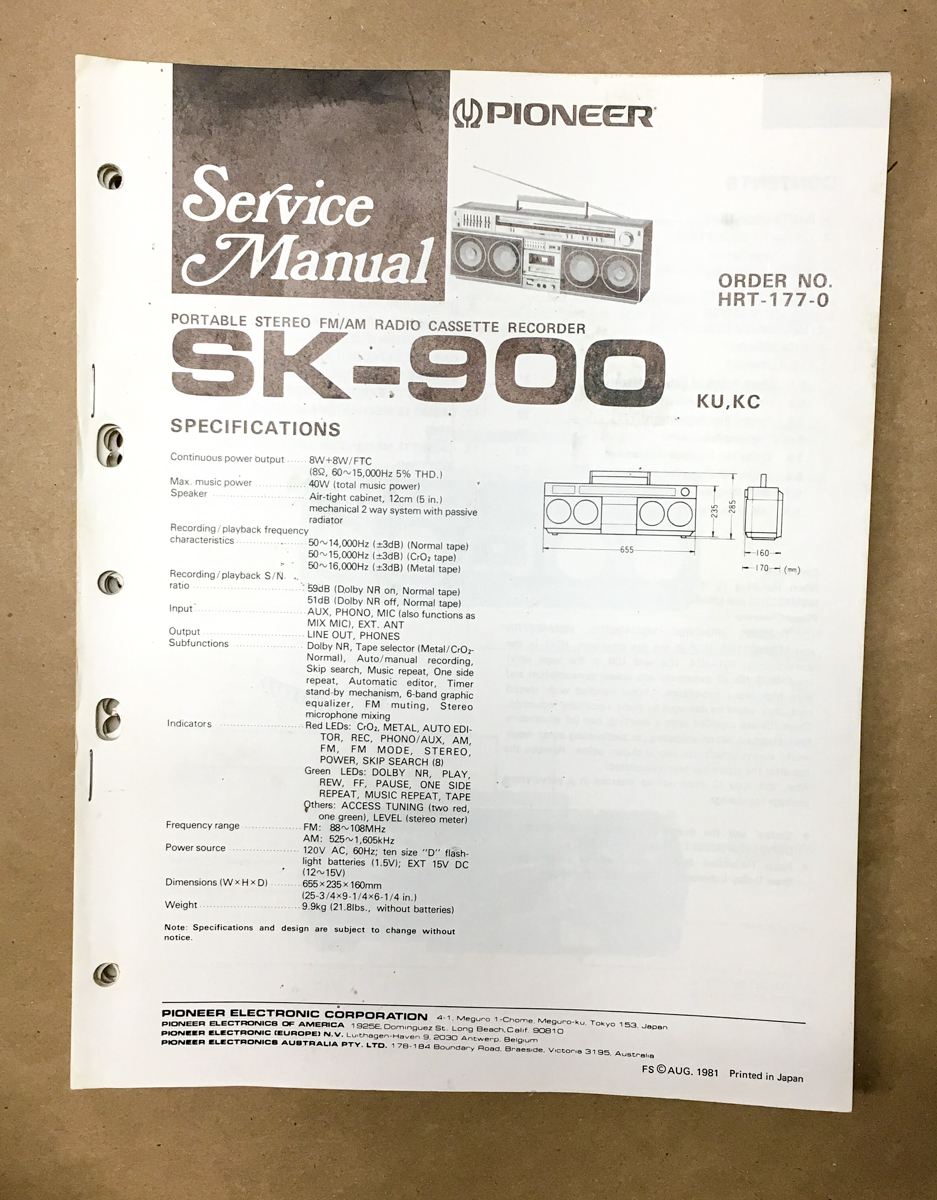 Service
Manual
PIONEER
ORDER NO.
HRT-177-0
PORTABLE STEREO FM/AM RADIO CASSETTE RECORDER
SK-900
KU,KC
SPECIFICATIONS
Continuous power output ...... 8W+8W/FTC
(8Ω, 60~15,000Hz 5% THD.)
Max. music power ............ 40W (total music power)
Speaker ..................... Air-tight cabinet, 12cm (5 in.)
mechanical 2 way system with passive
radiator
Recording/playback frequency
characteristics ............. 50~14,000Hz (±3dB) (Normal tape)
50~15,000Hz (±3dB) (CrO₂ tape)
50~16,000Hz (±3dB) (Metal tape)
Recording/playback S/N
ratio ....................... 59dB (Dolby NR on, Normal tape)
51dB (Dolby NR off, Normal tape)
Input ....................... AUX, PHONO, MIC (also functions as
MIX MIC), EXT. ANT
Output ...................... LINE OUT, PHONES
Subfunctions ................ Dolby NR, Tape selector (Metal/CrO₂-
Normal), Auto/manual recording,
Skip search, Music repeat, One side
repeat, Automatic editor, Timer
stand-by mechanism, 6-band graphic
equalizer, FM muting, Stereo
microphone mixing
Indicators .................. Red LEDs: CrO₂, METAL, AUTO EDI-
TOR, REC, PHONO/AUX, AM,
FM, FM MODE, STEREO,
POWER, SKIP SEARCH (8)
Green LEDs: DOLBY NR, PLAY,
REW, FF, PAUSE, ONE SIDE
REPEAT, MUSIC REPEAT, TAPE
Others: ACCESS TUNING (two red,
one green), LEVEL (stereo meter)
Frequency range ............. FM: 88~108MHz
AM: 525~1,605kHz
Power source ................ 120V AC, 60Hz; ten size "D" flash-
light batteries (1.5V); EXT 15V DC
(12~15V)
Dimensions (W×H×D) .......... 655×235×160mm
(25-3/4×9-1/4×6-1/4 in.)
Weight ...................... 9.9kg (21.8lbs., without batteries)
Note: Specifications and design are subject to change without
notice.
235
285
655
160
170 (mm)
PIONEER ELECTRONIC CORPORATION 4-1, Meguro 1-Chome, Meguro-ku, Tokyo 153, Japan
PIONEER ELECTRONICS OF AMERICA 1925E, Dominguez St., Long Beach, Calif. 90810
PIONEER ELECTRONIC (EUROPE) N.V. Luithagen-Haven 9, 2030 Antwerp, Belgium
PIONEER ELECTRONICS AUSTRALIA PTY. LTD. 178-184 Boundary Road, Braeside, Victoria 3195, Australia
FS © AUG. 1981 Printed in Japan